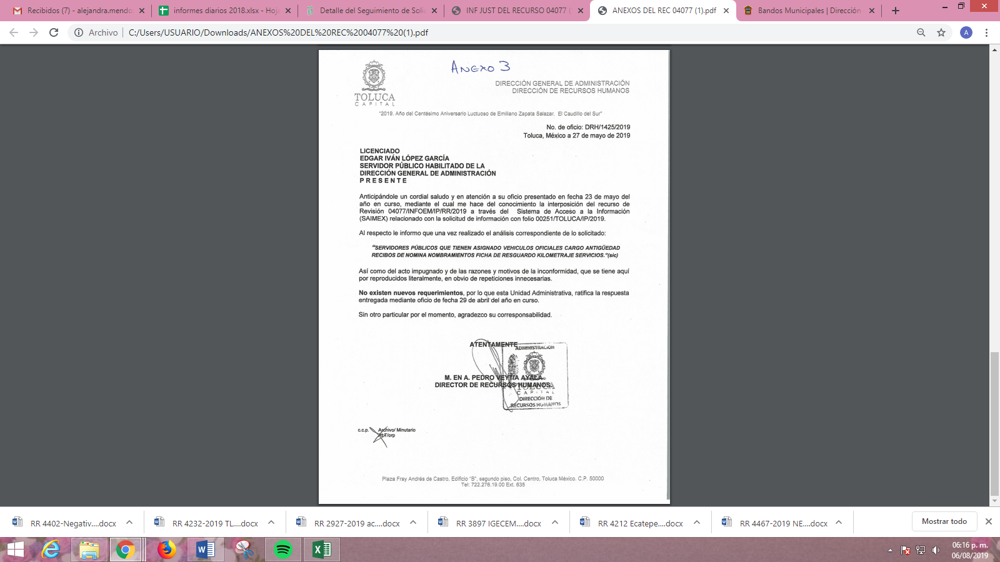 Recibidos (7) - alejandra.mendo
informes diarios 2018.xlsx - Hoja
Detalle del Seguimiento de Solic
INF JUST DEL RECURSO 04077 (
ANEXOS DEL REC 04077 (1).pdf
Bandos Municipales | Dirección
Archivo
C:/Users/USUARIO/Downloads/ANEXOS%20DEL%20REC%2004077%20(1).pdf
A
ANEXO 3
TOLUCA
CAPITAL
DIRECCIÓN GENERAL DE ADMINISTRACIÓN
DIRECCIÓN DE RECURSOS HUMANOS
"2019. Año del Centésimo Aniversario Luctuoso de Emiliano Zapata Salazar. El Caudillo del Sur"
No. de oficio: DRH/1425/2019
Toluca, México a 27 de mayo de 2019
LICENCIADO
EDGAR IVÁN LÓPEZ GARCÍA
SERVIDOR PÚBLICO HABILITADO DE LA
DIRECCIÓN GENERAL DE ADMINISTRACIÓN
P R E S E N T E
Anticipándole un cordial saludo y en atención a su oficio presentado en fecha 23 de mayo del
año en curso, mediante el cual me hace del conocimiento la interposición del recurso de
Revisión 04077/INFOEM/IP/RR/2019 a través del Sistema de Acceso a la Información
(SAIMEX) relacionado con la solicitud de información con folio 00251/TOLUCA/IP/2019.
Al respecto le informo que una vez realizado el análisis correspondiente de lo solicitado:
"SERVIDORES PÚBLICOS QUE TIENEN ASIGNADO VEHICULOS OFICIALES CARGO ANTIGÜEDAD
RECIBOS DE NOMINA NOMBRAMIENTOS FICHA DE RESGUARDO KILOMETRAJE SERVICIOS."(sic)
Así como del acto impugnado y de las razones y motivos de la inconformidad, que se tiene aquí
por reproducidos literalmente, en obvio de repeticiones innecesarias.
No existen nuevos requerimientos, por lo que esta Unidad Administrativa, ratifica la respuesta
entregada mediante oficio de fecha 29 de abril del año en curso.
Sin otro particular por el momento, agradezco su corresponsabilidad.
ATENTAMENTE
ADMINISTRACIÓN
M. EN A. PEDRO VEYTIA AYALA
DIRECTOR DE RECURSOS HUMANOS
TOLUCA
CAPITAL
DIRECCIÓN DE
RECURSOS HUMANOS
c.c.p. Archivo/ Minutario
/orp
Plaza Fray Andrés de Castro, Edificio "B", segundo piso, Col. Centro, Toluca México. C.P. 50000
Tel: 722.276.19.00 Ext. 635
RR 4402-Negativ....docx
RR 4232-2019 TL....docx
RR 2927-2019 ac....docx
RR 3897 IGECEM....docx
RR 4212 Ecatepe....docx
RR 4467-2019 NE....docx
Mostrar todo
06:16 p. m.
06/08/2019